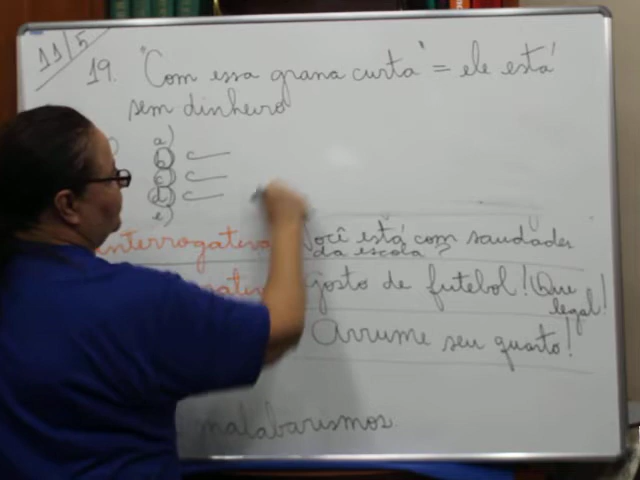 11/5
19. "Com essa grana curta" = ele está
sem dinheiro
a)
b)
c)
d)
e)
interrogativa Você está com saudades
da escola?
gosto de futebol! Que
legal!
Arrume seu quarto!
malabarismos